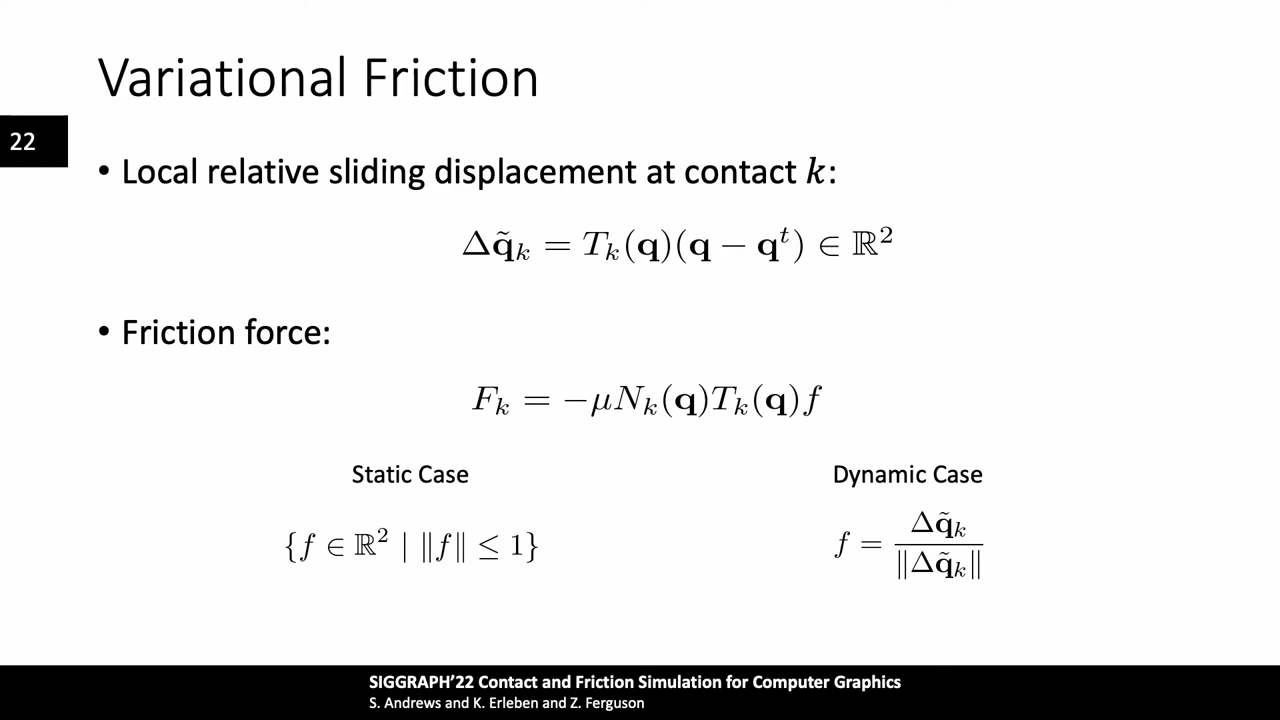 Variational Friction
22
• Local relative sliding displacement at contact k:
Δq̃ₖ = Tₖ(q)(q − qᵗ) ∈ ℝ²
• Friction force:
Fₖ = −μNₖ(q)Tₖ(q)f
Static Case
Dynamic Case
{f ∈ ℝ² | ‖f‖ ≤ 1}
f = Δq̃ₖ / ‖Δq̃ₖ‖
SIGGRAPH'22 Contact and Friction Simulation for Computer Graphics
S. Andrews and K. Erleben and Z. Ferguson